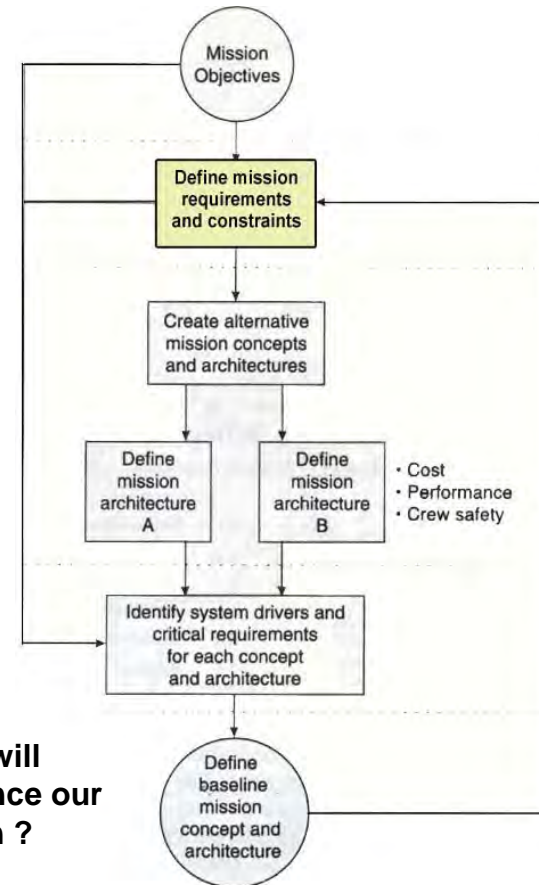 Mission
Objectives
Define mission
requirements
and constraints
Create alternative
mission concepts
and architectures
Define
mission
architecture
A
Define
mission
architecture
B
· Cost
· Performance
· Crew safety
Identify system drivers and
critical requirements
for each concept
and architecture
will
nce our
n ?
Define
baseline
mission
concept and
architecture